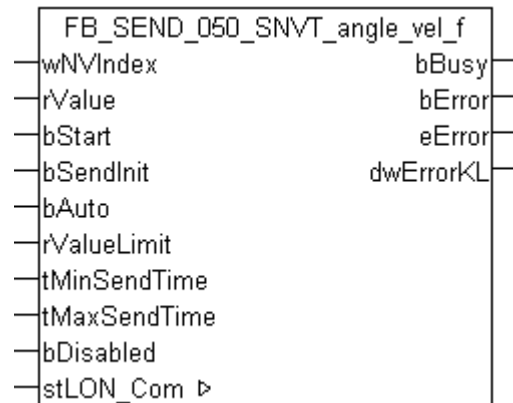 FB_SEND_050_SNVT_angle_vel_f
wNVIndex bBusy
rValue bError
bStart eError
bSendInit dwErrorKL
bAuto
rValueLimit
tMinSendTime
tMaxSendTime
bDisabled
stLON_Com ▷